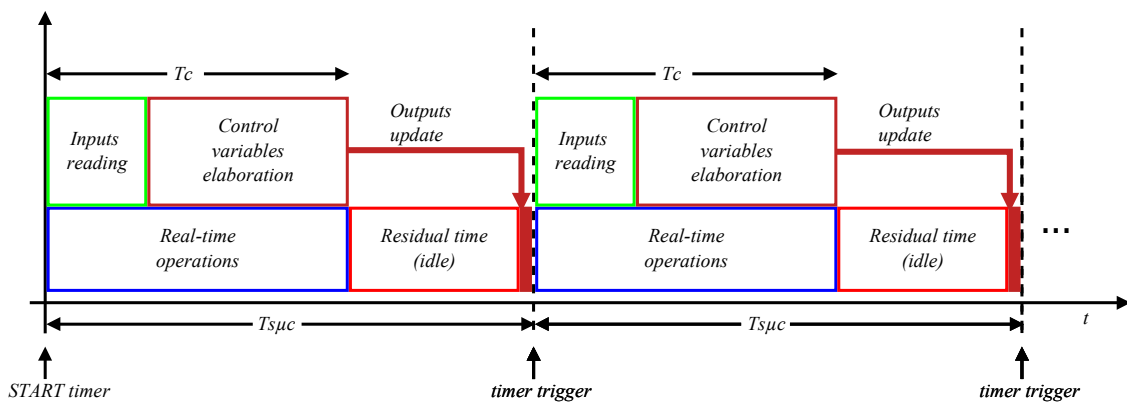 Tc
Tc
Inputs
reading
Control
variables
elaboration
Outputs
update
Inputs
reading
Control
variables
elaboration
Outputs
update
Real-time
operations
Residual time
(idle)
Real-time
operations
Residual time
(idle)
...
Tsμc
Tsμc
t
START timer
timer trigger
timer trigger